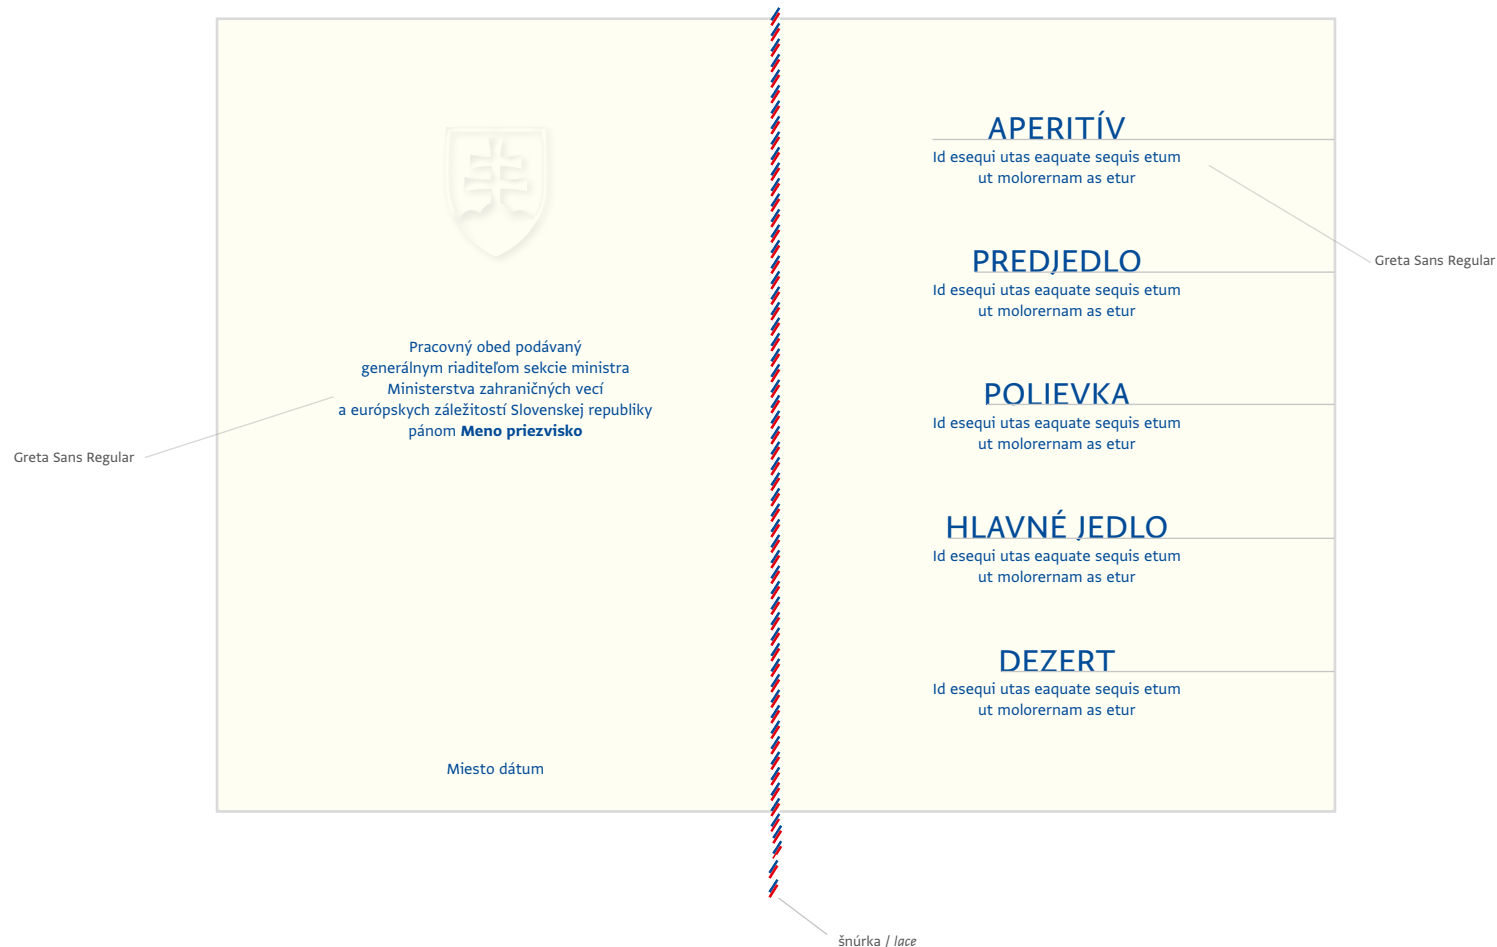 Pracovný obed podávaný
generálnym riaditeľom sekcie ministra
Ministerstva zahraničných vecí
a európskych záležitostí Slovenskej republiky
pánom Meno priezvisko
Miesto dátum
Greta Sans Regular
APERITÍV
Id esequi utas eaquate sequis etum
ut molorernam as etur
PREDJEDLO
Id esequi utas eaquate sequis etum
ut molorernam as etur
POLIEVKA
Id esequi utas eaquate sequis etum
ut molorernam as etur
HLAVNÉ JEDLO
Id esequi utas eaquate sequis etum
ut molorernam as etur
DEZERT
Id esequi utas eaquate sequis etum
ut molorernam as etur
Greta Sans Regular
šnúrka / lace